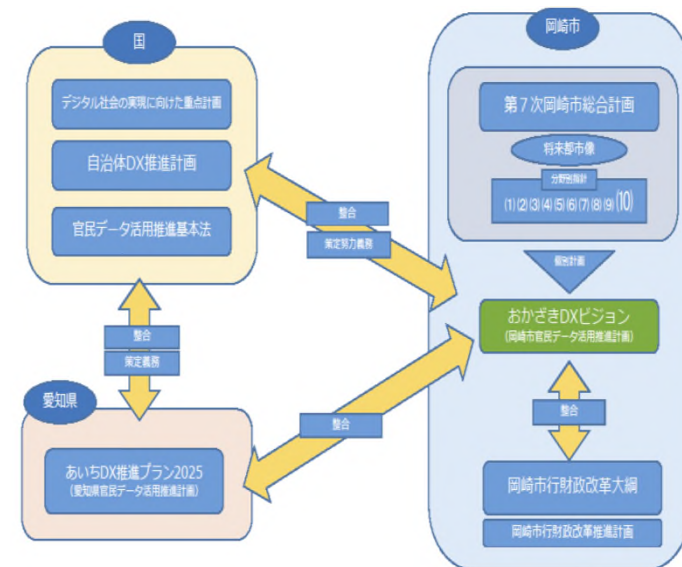 国
デジタル社会の実現に向けた重点計画
自治体DX推進計画
官民データ活用推進基本法
整合
策定義務
愛知県
あいちDX推進プラン2025
(愛知県官民データ活用推進計画)
整合
策定努力義務
整合
岡崎市
第7次岡崎市総合計画
将来都市像
分野別指針
(1)(2)(3)(4)(5)(6)(7)(8)(9)(10)
個別計画
おかざきDXビジョン
(岡崎市官民データ活用推進計画)
整合
岡崎市行財政改革大綱
岡崎市行財政改革推進計画